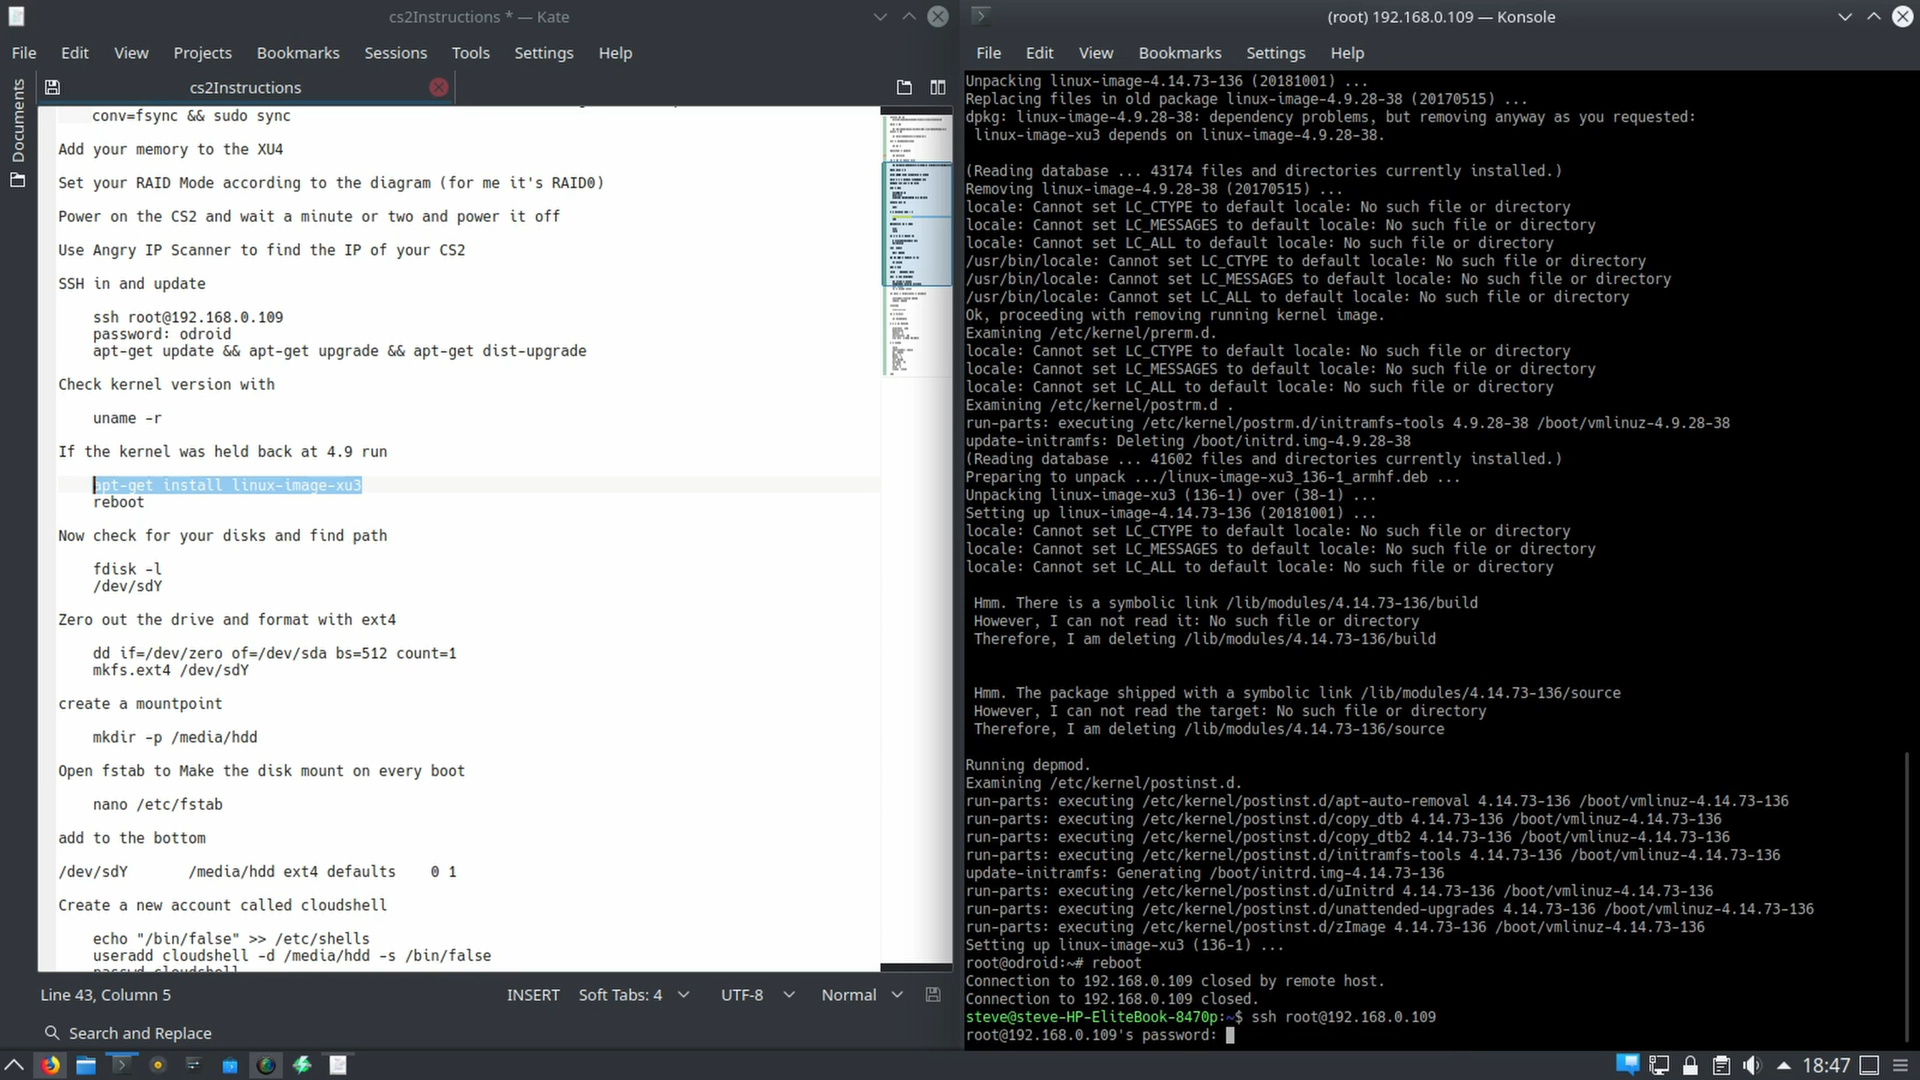 cs2Instructions * — Kate
File Edit View Projects Bookmarks Sessions Tools Settings Help
cs2Instructions
Documents
conv=fsync && sudo sync
Add your memory to the XU4
Set your RAID Mode according to the diagram (for me it's RAID0)
Power on the CS2 and wait a minute or two and power it off
Use Angry IP Scanner to find the IP of your CS2
SSH in and update
ssh root@192.168.0.109
password: odroid
apt-get update && apt-get upgrade && apt-get dist-upgrade
Check kernel version with
uname -r
If the kernel was held back at 4.9 run
apt-get install linux-image-xu3
reboot
Now check for your disks and find path
fdisk -l
/dev/sdY
Zero out the drive and format with ext4
dd if=/dev/zero of=/dev/sda bs=512 count=1
mkfs.ext4 /dev/sdY
create a mountpoint
mkdir -p /media/hdd
Open fstab to Make the disk mount on every boot
nano /etc/fstab
add to the bottom
/dev/sdY /media/hdd ext4 defaults 0 1
Create a new account called cloudshell
echo "/bin/false" >> /etc/shells
useradd cloudshell -d /media/hdd -s /bin/false
passwd cloudshell
Line 43, Column 5 INSERT Soft Tabs: 4 UTF-8 Normal
Search and Replace
(root) 192.168.0.109 — Konsole
File Edit View Bookmarks Settings Help
Unpacking linux-image-4.14.73-136 (20181001) ...
Replacing files in old package linux-image-4.9.28-38 (20170515) ...
dpkg: linux-image-4.9.28-38: dependency problems, but removing anyway as you requested:
linux-image-xu3 depends on linux-image-4.9.28-38.
(Reading database ... 43174 files and directories currently installed.)
Removing linux-image-4.9.28-38 (20170515) ...
locale: Cannot set LC_CTYPE to default locale: No such file or directory
locale: Cannot set LC_MESSAGES to default locale: No such file or directory
locale: Cannot set LC_ALL to default locale: No such file or directory
/usr/bin/locale: Cannot set LC_CTYPE to default locale: No such file or directory
/usr/bin/locale: Cannot set LC_MESSAGES to default locale: No such file or directory
/usr/bin/locale: Cannot set LC_ALL to default locale: No such file or directory
Ok, proceeding with removing running kernel image.
Examining /etc/kernel/prerm.d.
locale: Cannot set LC_CTYPE to default locale: No such file or directory
locale: Cannot set LC_MESSAGES to default locale: No such file or directory
locale: Cannot set LC_ALL to default locale: No such file or directory
Examining /etc/kernel/postrm.d .
run-parts: executing /etc/kernel/postrm.d/initramfs-tools 4.9.28-38 /boot/vmlinuz-4.9.28-38
update-initramfs: Deleting /boot/initrd.img-4.9.28-38
(Reading database ... 41602 files and directories currently installed.)
Preparing to unpack .../linux-image-xu3_136-1_armhf.deb ...
Unpacking linux-image-xu3 (136-1) over (38-1) ...
Setting up linux-image-4.14.73-136 (20181001) ...
locale: Cannot set LC_CTYPE to default locale: No such file or directory
locale: Cannot set LC_MESSAGES to default locale: No such file or directory
locale: Cannot set LC_ALL to default locale: No such file or directory
Hmm. There is a symbolic link /lib/modules/4.14.73-136/build
However, I can not read it: No such file or directory
Therefore, I am deleting /lib/modules/4.14.73-136/build
Hmm. The package shipped with a symbolic link /lib/modules/4.14.73-136/source
However, I can not read the target: No such file or directory
Therefore, I am deleting /lib/modules/4.14.73-136/source
Running depmod.
Examining /etc/kernel/postinst.d.
run-parts: executing /etc/kernel/postinst.d/apt-auto-removal 4.14.73-136 /boot/vmlinuz-4.14.73-136
run-parts: executing /etc/kernel/postinst.d/copy_dtb 4.14.73-136 /boot/vmlinuz-4.14.73-136
run-parts: executing /etc/kernel/postinst.d/copy_dtb2 4.14.73-136 /boot/vmlinuz-4.14.73-136
run-parts: executing /etc/kernel/postinst.d/initramfs-tools 4.14.73-136 /boot/vmlinuz-4.14.73-136
update-initramfs: Generating /boot/initrd.img-4.14.73-136
run-parts: executing /etc/kernel/postinst.d/uInitrd 4.14.73-136 /boot/vmlinuz-4.14.73-136
run-parts: executing /etc/kernel/postinst.d/unattended-upgrades 4.14.73-136 /boot/vmlinuz-4.14.73-136
run-parts: executing /etc/kernel/postinst.d/zImage 4.14.73-136 /boot/vmlinuz-4.14.73-136
Setting up linux-image-xu3 (136-1) ...
root@odroid:~# reboot
Connection to 192.168.0.109 closed by remote host.
Connection to 192.168.0.109 closed.
steve@steve-HP-EliteBook-8470p:~$ ssh root@192.168.0.109
root@192.168.0.109's password:
18:47